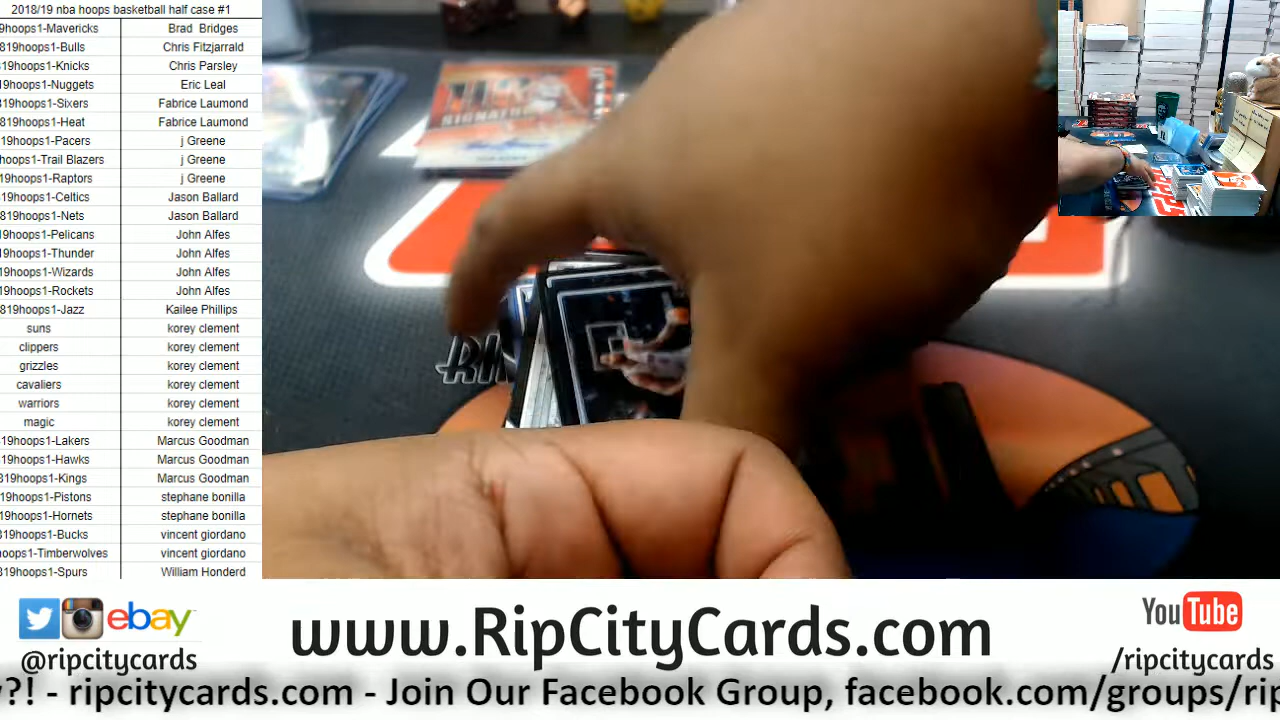 2018/19 nba hoops basketball half case #1
9hoops1-Mavericks Brad Bridges
819hoops1-Bulls Chris Fitzjarrald
819hoops1-Knicks Chris Parsley
19hoops1-Nuggets Eric Leal
819hoops1-Sixers Fabrice Laumond
819hoops1-Heat Fabrice Laumond
19hoops1-Pacers j Greene
hoops1-Trail Blazers j Greene
19hoops1-Raptors j Greene
19hoops1-Celtics Jason Ballard
819hoops1-Nets Jason Ballard
19hoops1-Pelicans John Alfes
19hoops1-Thunder John Alfes
19hoops1-Wizards John Alfes
19hoops1-Rockets John Alfes
819hoops1-Jazz Kailee Phillips
suns korey clement
clippers korey clement
grizzles korey clement
cavaliers korey clement
warriors korey clement
magic korey clement
19hoops1-Lakers Marcus Goodman
19hoops1-Hawks Marcus Goodman
819hoops1-Kings Marcus Goodman
19hoops1-Pistons stephane bonilla
19hoops1-Hornets stephane bonilla
819hoops1-Bucks vincent giordano
hoops1-Timberwolves vincent giordano
819hoops1-Spurs William Honderd
ebay
@ripcitycards
www.RipCityCards.com
YouTube
/ripcitycards
?! - ripcitycards.com - Join Our Facebook Group, facebook.com/groups/rip